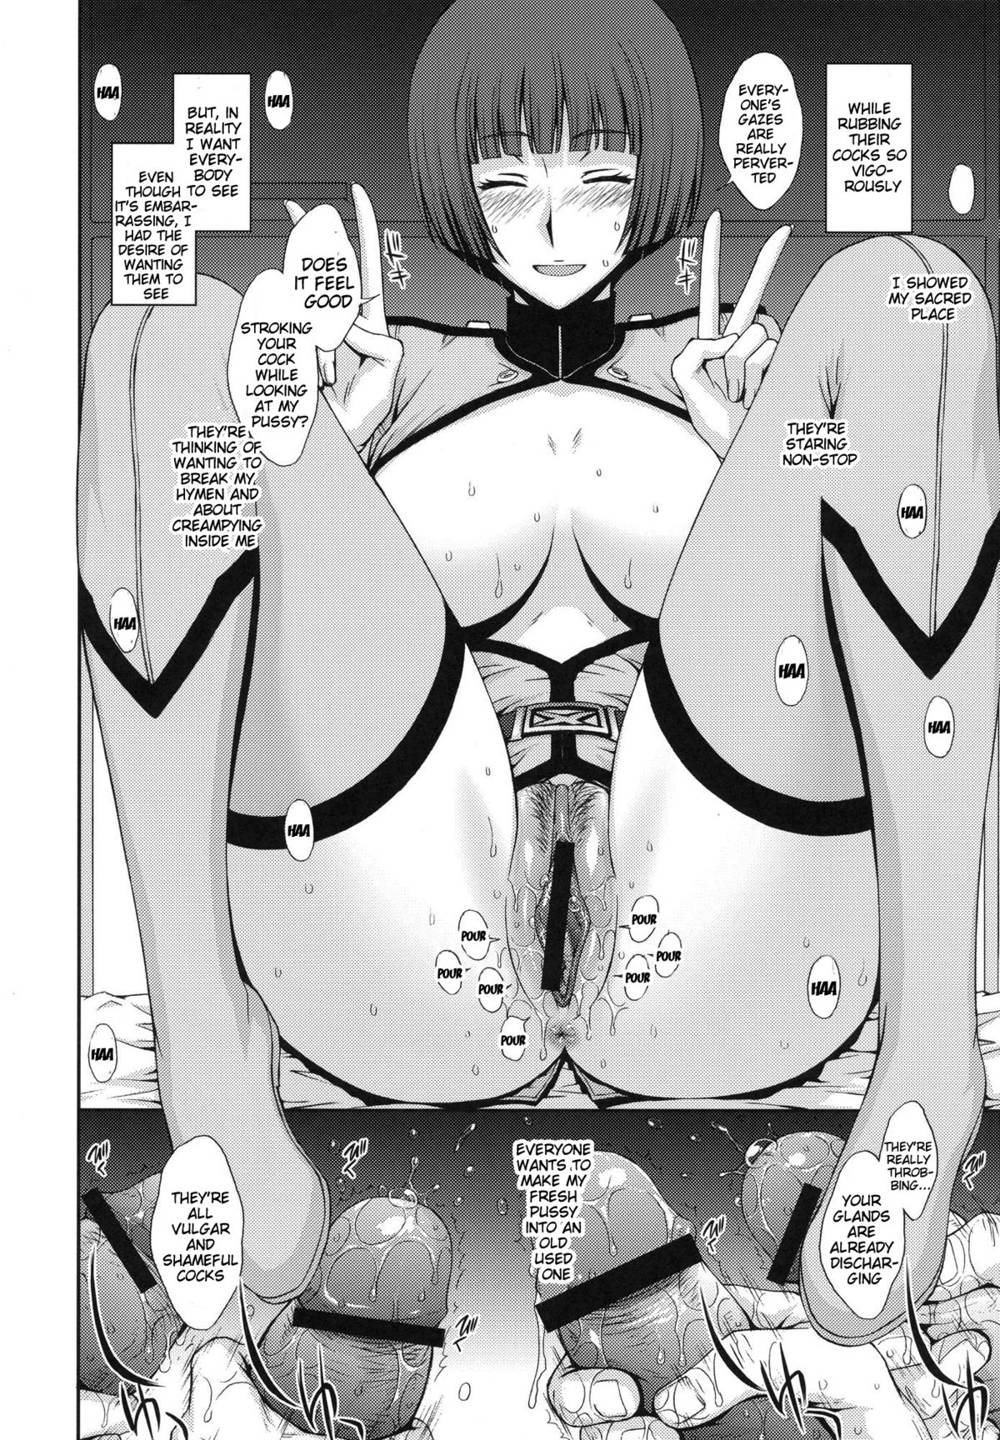 WHILE
RUBBING
THEIR
COCKS SO
VIGO-
ROUSLY
EVERY-
ONE'S
GAZES
ARE
REALLY
PERVER-
TED
I SHOWED
MY SACRED
PLACE
THEY'RE
STARING
NON-STOP
HAA
HAA
BUT, IN
REALITY
I WANT
EVERY-
BODY
TO SEE
EVEN
THOUGH
IT'S EMBAR-
RASSING, I
HAD THE
DESIRE OF
WANTING
THEM TO
SEE
DOES
IT FEEL
GOOD
STROKING
YOUR
COCK
WHILE
LOOKING
AT MY
PUSSY?
ドキ
ドキ
THEY'RE
THINKING OF
WANTING TO
BREAK MY
HYMEN AND
ABOUT
CREAMPYING
INSIDE ME
HAA
HAA
HAA
HAA
HAA
HAA
HAA
POUR
POUR
POUR
POUR
POUR
POUR
POUR
THEY'RE
REALLY
THROB-
BING...
YOUR
GLANDS
ARE
ALREADY
DISCHAR-
GING
EVERYONE
WANTS TO
MAKE MY
FRESH
PUSSY
INTO AN
OLD
USED
ONE
THEY'RE
ALL
VULGAR
AND
SHAMEFUL
COCKS